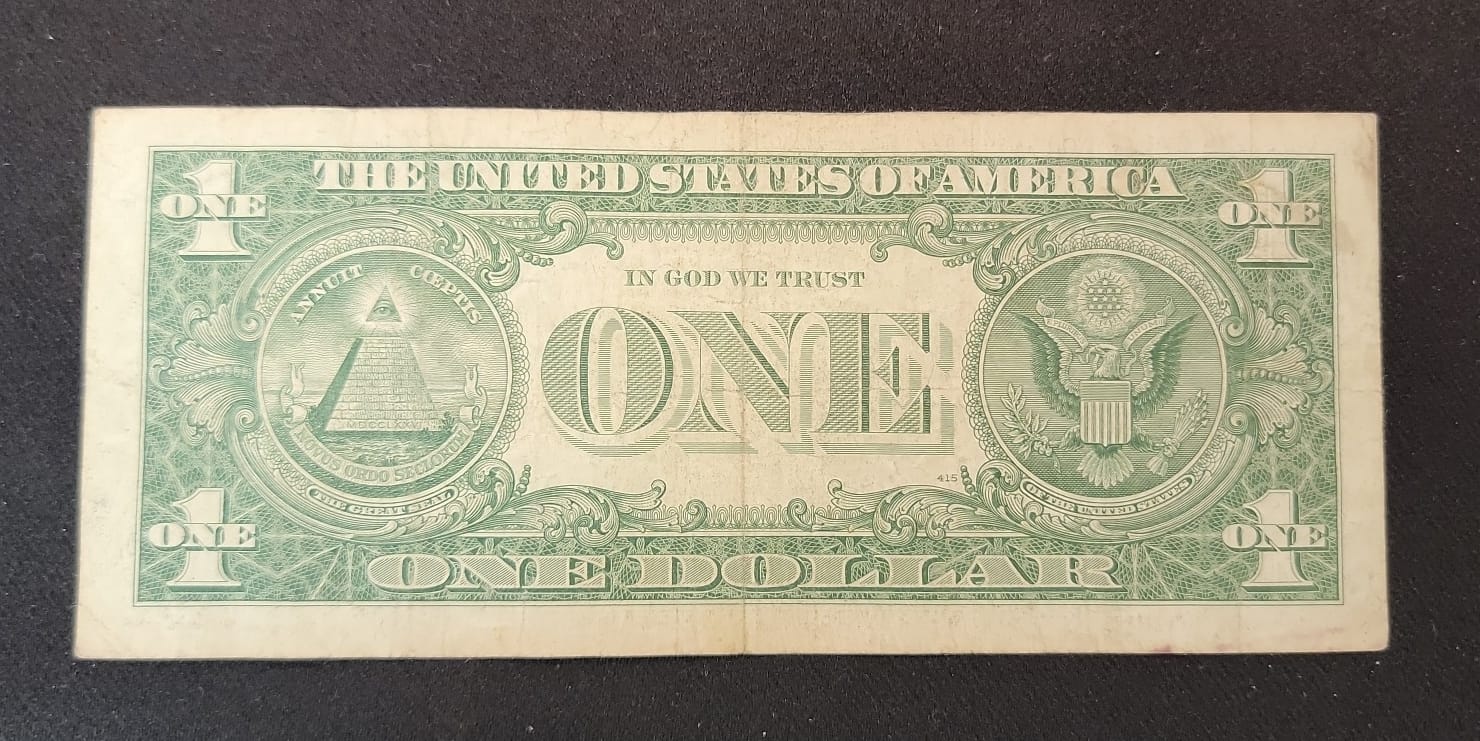 THE UNITED STATES OF AMERICA
1
ONE
1
ONE
ANNUIT CŒPTIS
IN GOD WE TRUST
ONE
MDCCLXXVI
NOVUS ORDO SECLORUM
THE GREAT SEAL
415
OF THE UNITED STATES
1
ONE
1
ONE
ONE DOLLAR